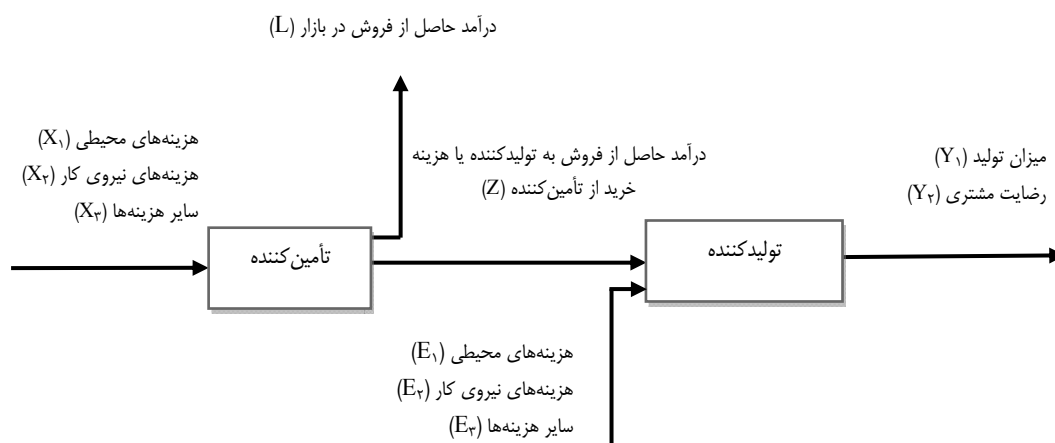 درآمد حاصل از فروش در بازار (L)
هزینه‌های محیطی (X۱)
هزینه‌های نیروی کار (X۲)
سایر هزینه‌ها (X۳)
درآمد حاصل از فروش به تولیدکننده یا هزینه
خرید از تأمین‌کننده (Z)
میزان تولید (Y۱)
رضایت مشتری (Y۲)
تأمین‌کننده
تولیدکننده
هزینه‌های محیطی (E۱)
هزینه‌های نیروی کار (E۲)
سایر هزینه‌ها (E۳)